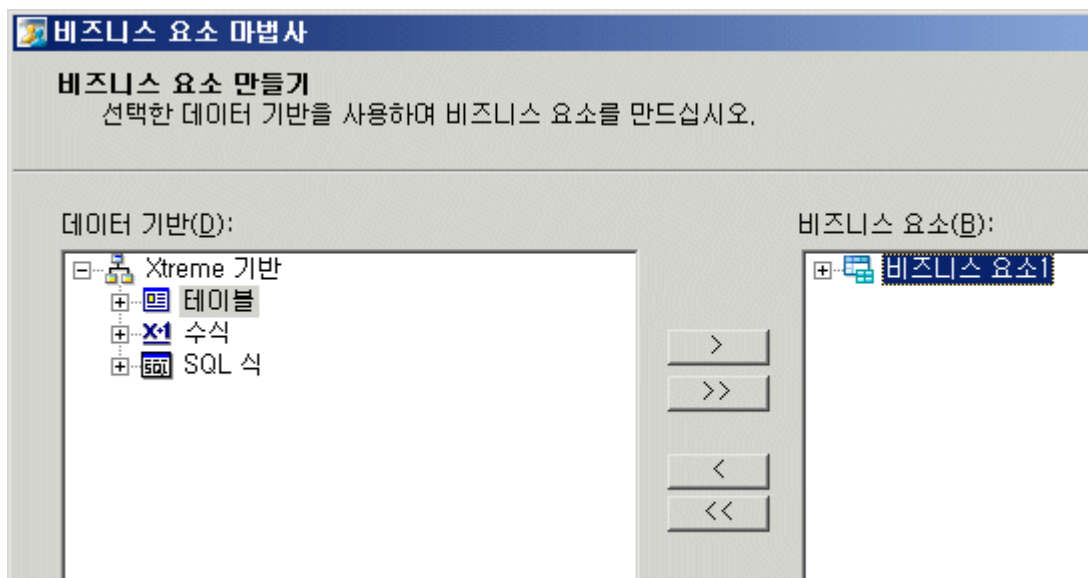 비즈니스 요소 마법사
비즈니스 요소 만들기
선택한 데이터 기반을 사용하여 비즈니스 요소를 만드십시오.
데이터 기반(D):
Xtreme 기반
테이블
X+1 수식
SQL SQL 식
>
>>
<
<<
비즈니스 요소(B):
비즈니스 요소1